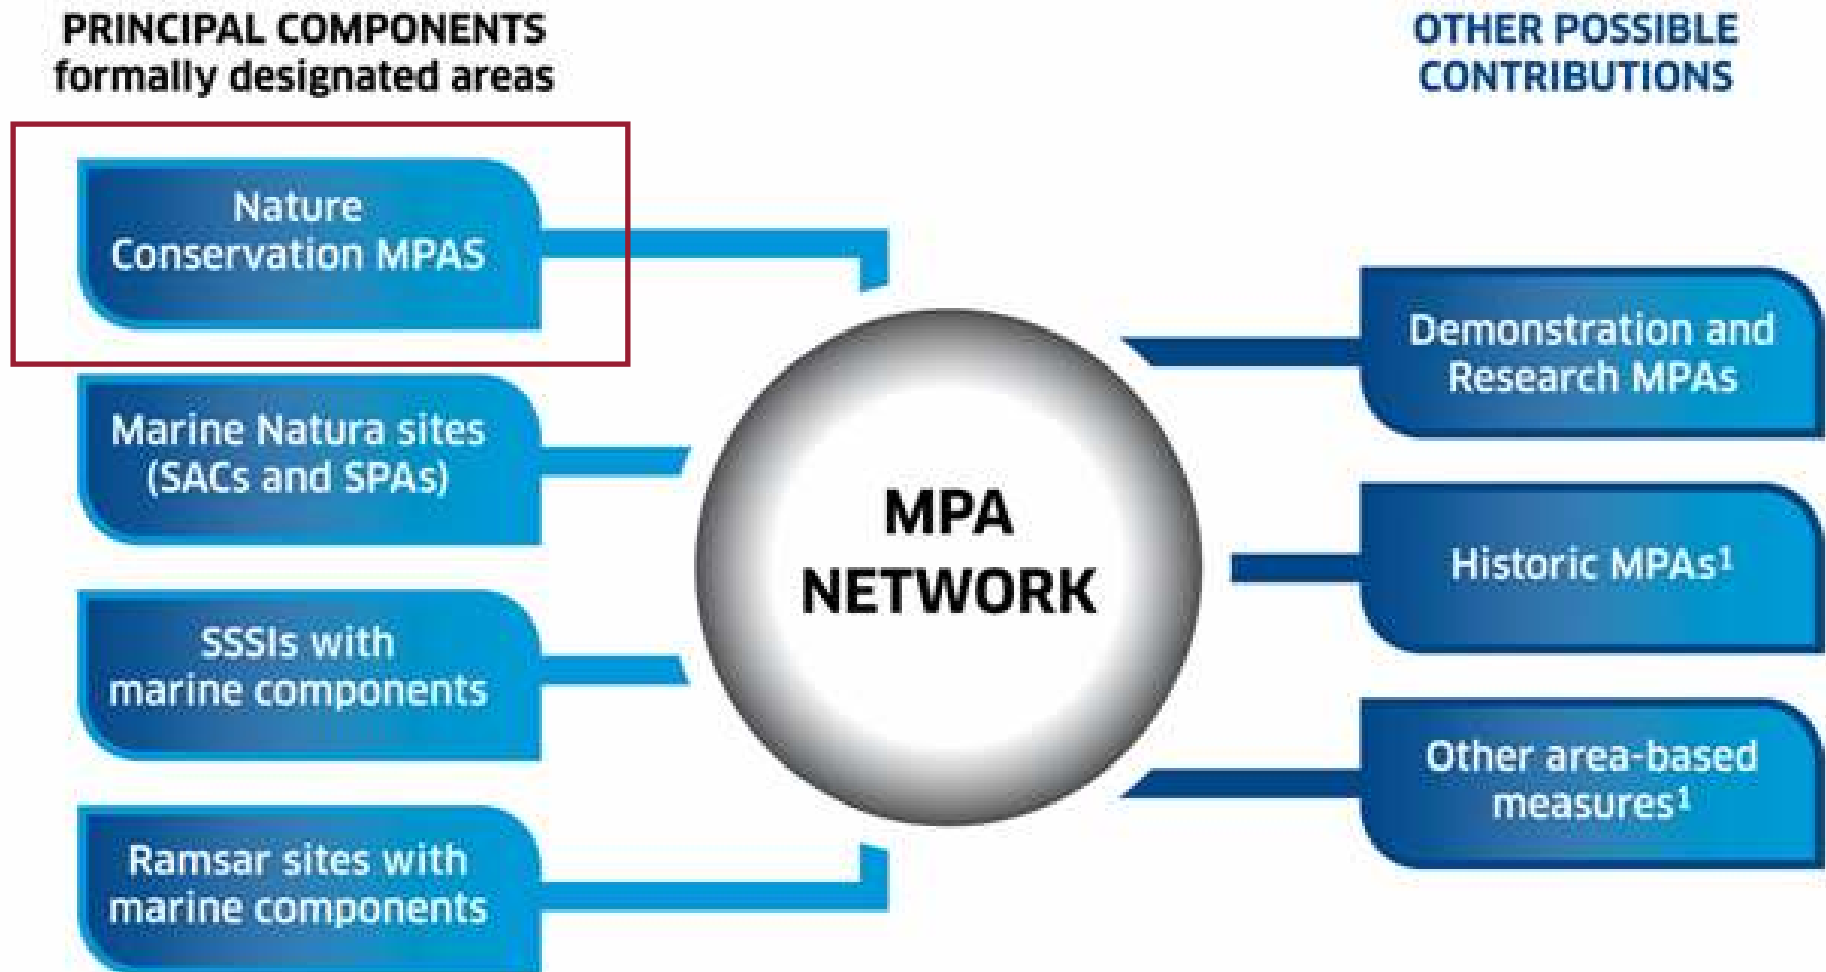 PRINCIPAL COMPONENTS
formally designated areas
Nature
Conservation MPAS
Marine Natura sites
(SACs and SPAs)
SSSIs with
marine components
Ramsar sites with
marine components
MPA
NETWORK
OTHER POSSIBLE
CONTRIBUTIONS
Demonstration and
Research MPAs
Historic MPAs¹
Other area-based
measures¹